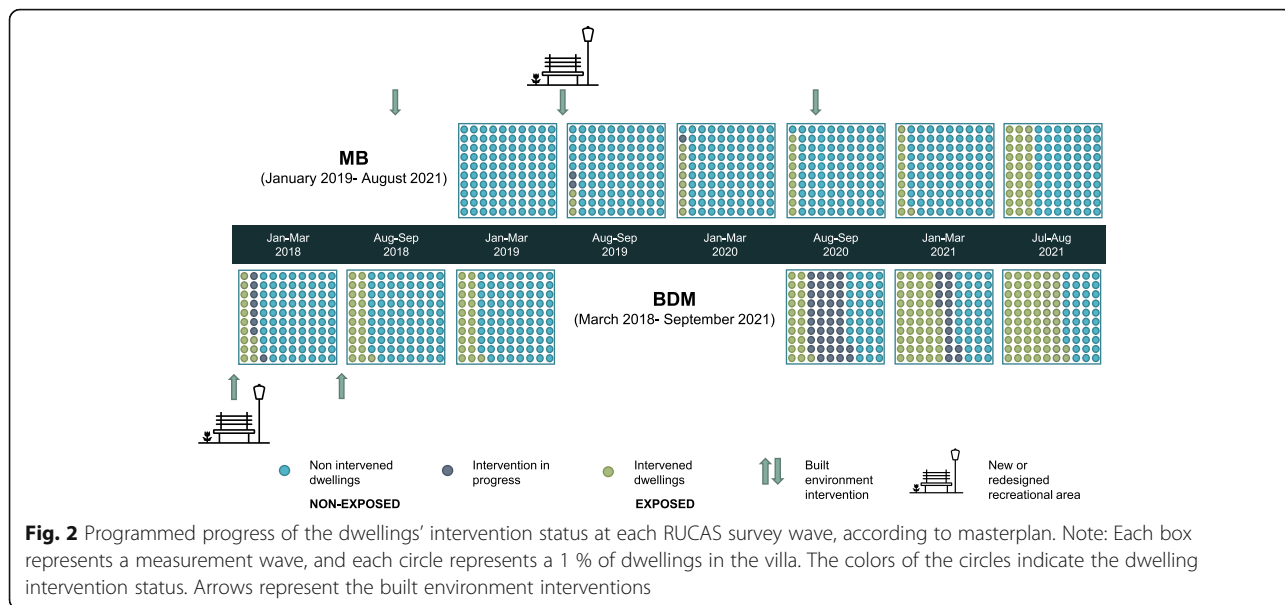 MB
(January 2019- August 2021)
Jan-Mar 2018
Aug-Sep 2018
Jan-Mar 2019
Aug-Sep 2019
Jan-Mar 2020
Aug-Sep 2020
Jan-Mar 2021
Jul-Aug 2021
BDM
(March 2018- September 2021)
Non intervened dwellings
NON-EXPOSED
Intervention in progress
Intervened dwellings
EXPOSED
Built environment intervention
New or redesigned recreational area
Fig. 2 Programmed progress of the dwellings’ intervention status at each RUCAS survey wave, according to masterplan. Note: Each box
represents a measurement wave, and each circle represents a 1 % of dwellings in the villa. The colors of the circles indicate the dwelling
intervention status. Arrows represent the built environment interventions